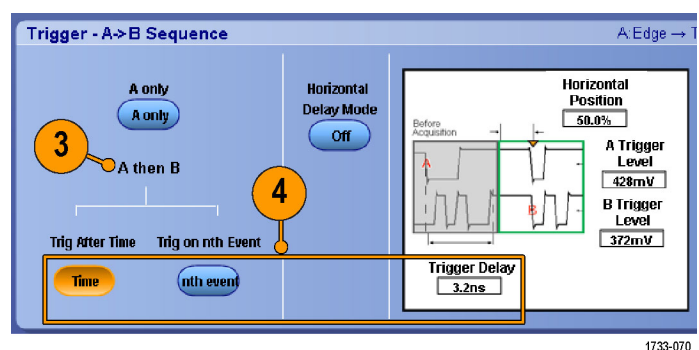 Trigger - A->B Sequence
A:Edge → T
A only
A only
3
A then B
Trig After Time
Trig on nth Event
Time
nth event
Horizontal
Delay Mode
Off
4
Before
Acquisition
A
B
Horizontal
Position
50.0%
A Trigger
Level
428mV
B Trigger
Level
372mV
Trigger Delay
3.2ns
1733-070